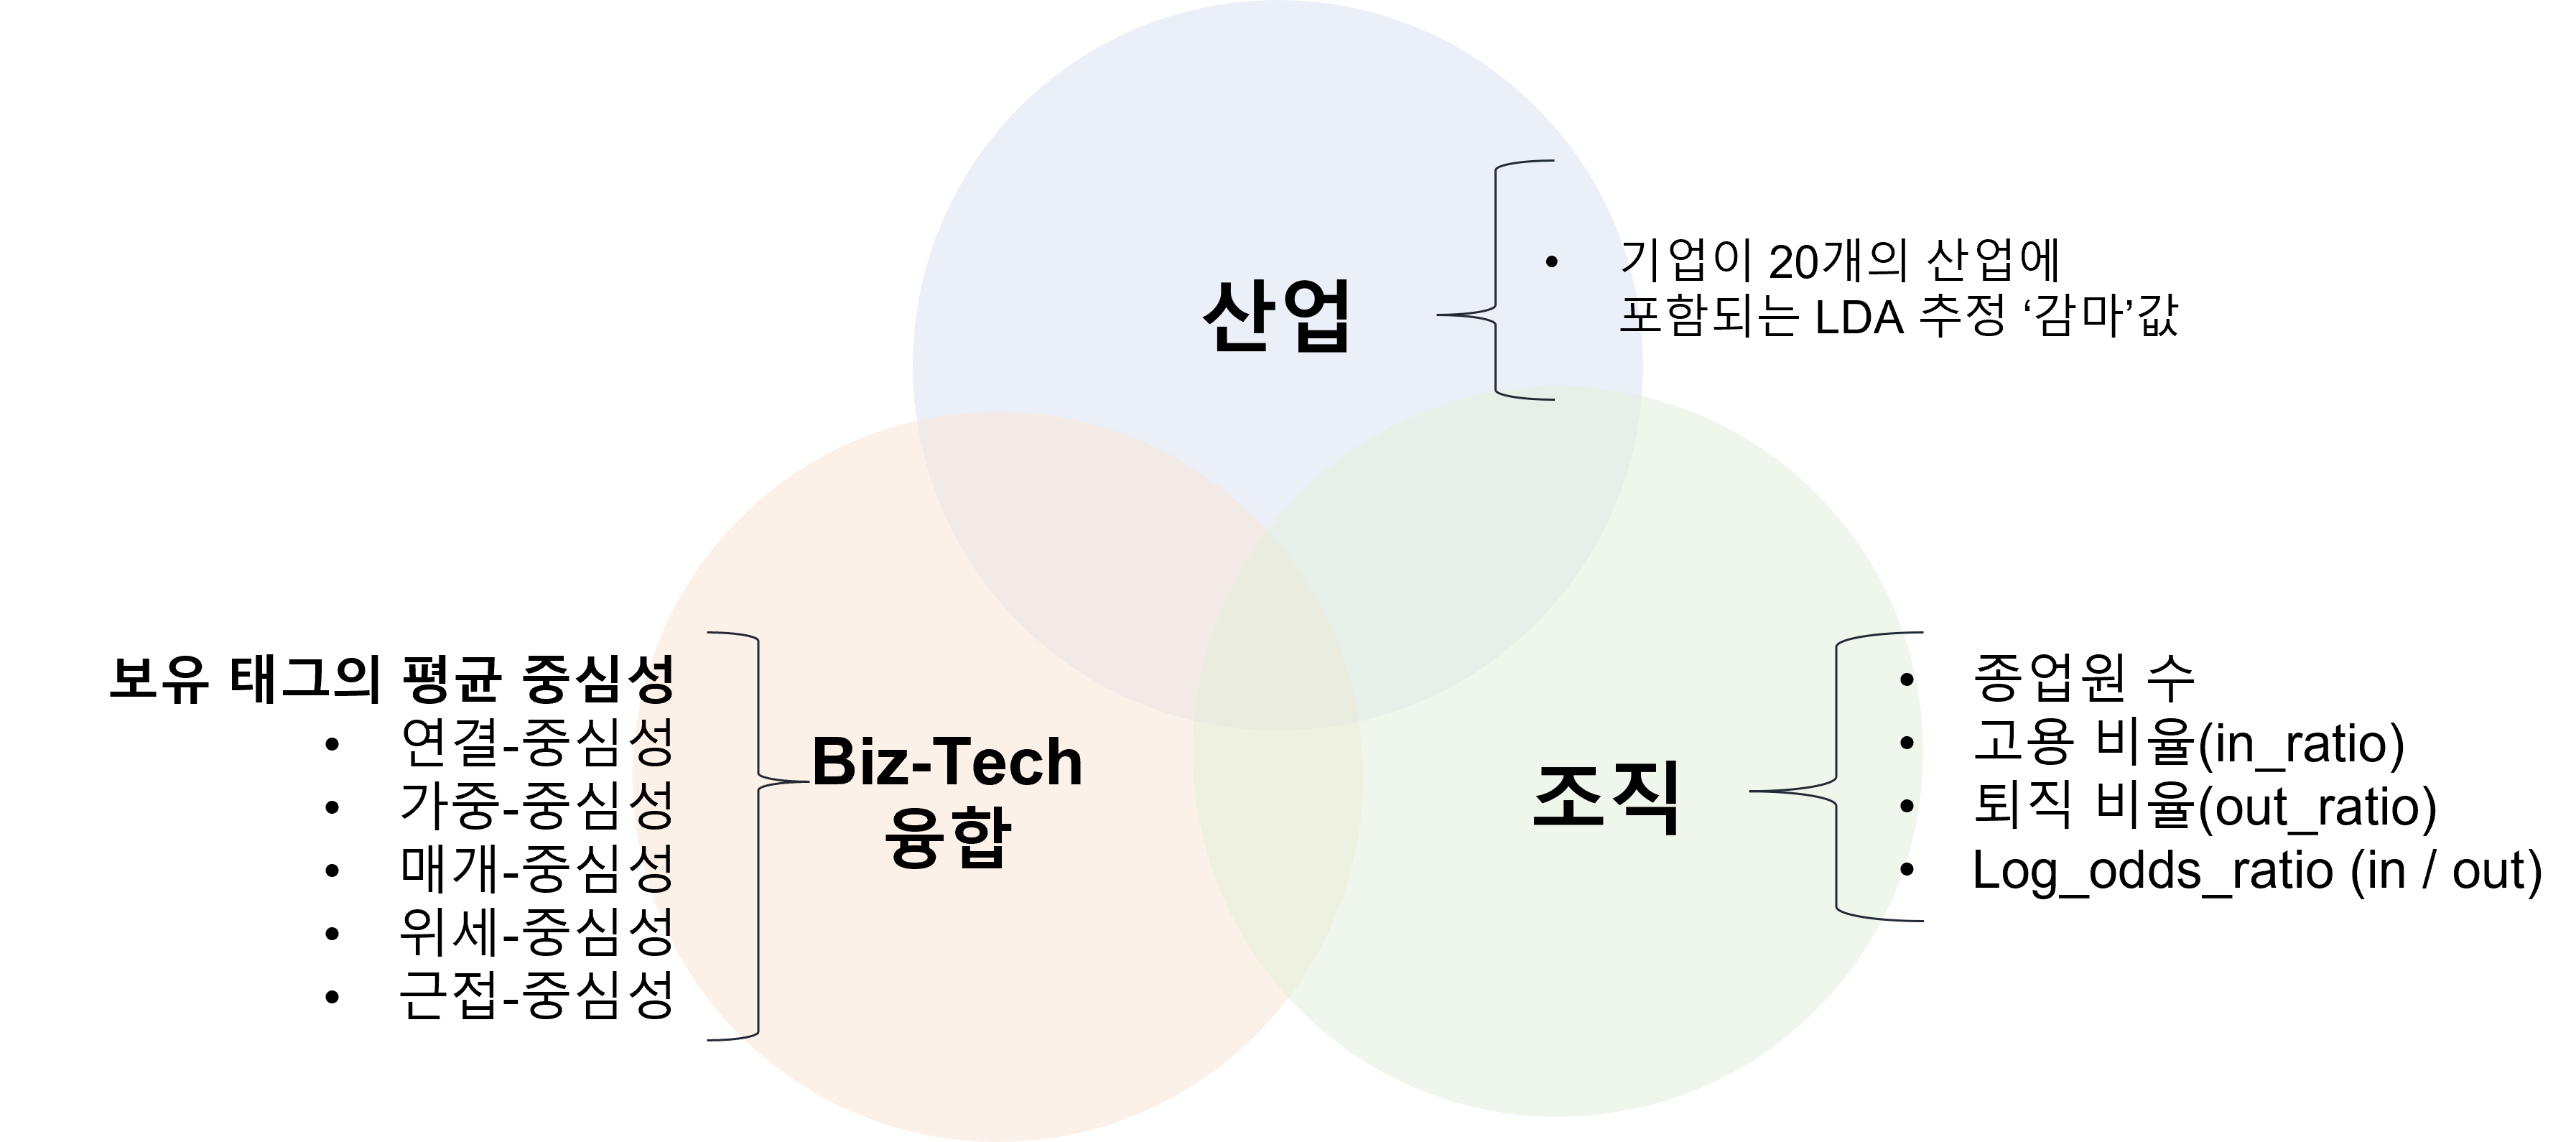 산업
• 기업이 20개의 산업에
포함되는 LDA 추정 ‘감마’값
보유 태그의 평균 중심성
• 연결-중심성
• 가중-중심성
• 매개-중심성
• 위세-중심성
• 근접-중심성
Biz-Tech
융합
조직
• 종업원 수
• 고용 비율(in_ratio)
• 퇴직 비율(out_ratio)
• Log_odds_ratio (in / out)